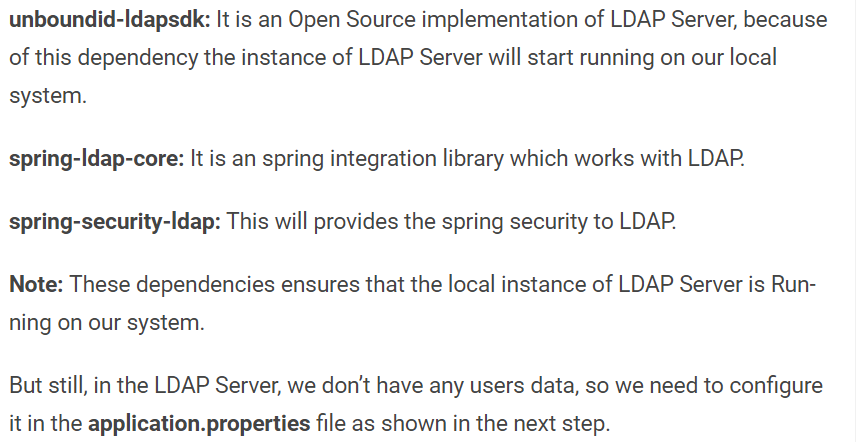 unboundid-ldapsdk: It is an Open Source implementation of LDAP Server, because
of this dependency the instance of LDAP Server will start running on our local
system.
spring-ldap-core: It is an spring integration library which works with LDAP.
spring-security-ldap: This will provides the spring security to LDAP.
Note: These dependencies ensures that the local instance of LDAP Server is Run-
ning on our system.
But still, in the LDAP Server, we don’t have any users data, so we need to configure
it in the application.properties file as shown in the next step.